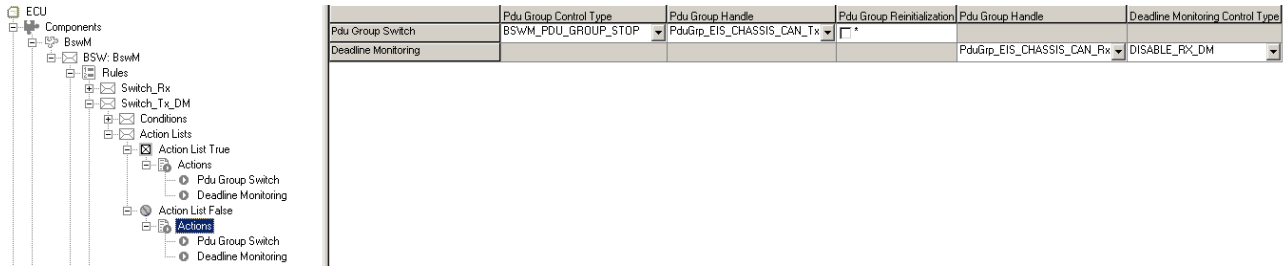 ECU
Components
BswM
BSW: BswM
Rules
Switch_Rx
Switch_Tx_DM
Conditions
Action Lists
Action List True
Actions
Pdu Group Switch
Deadline Monitoring
Action List False
Actions
Pdu Group Switch
Deadline Monitoring
Pdu Group Control Type Pdu Group Handle Pdu Group Reinitialization Pdu Group Handle Deadline Monitoring Control Type
Pdu Group Switch BSWM_PDU_GROUP_STOP PduGrp_EIS_CHASSIS_CAN_Tx *
Deadline Monitoring PduGrp_EIS_CHASSIS_CAN_Rx DISABLE_RX_DM